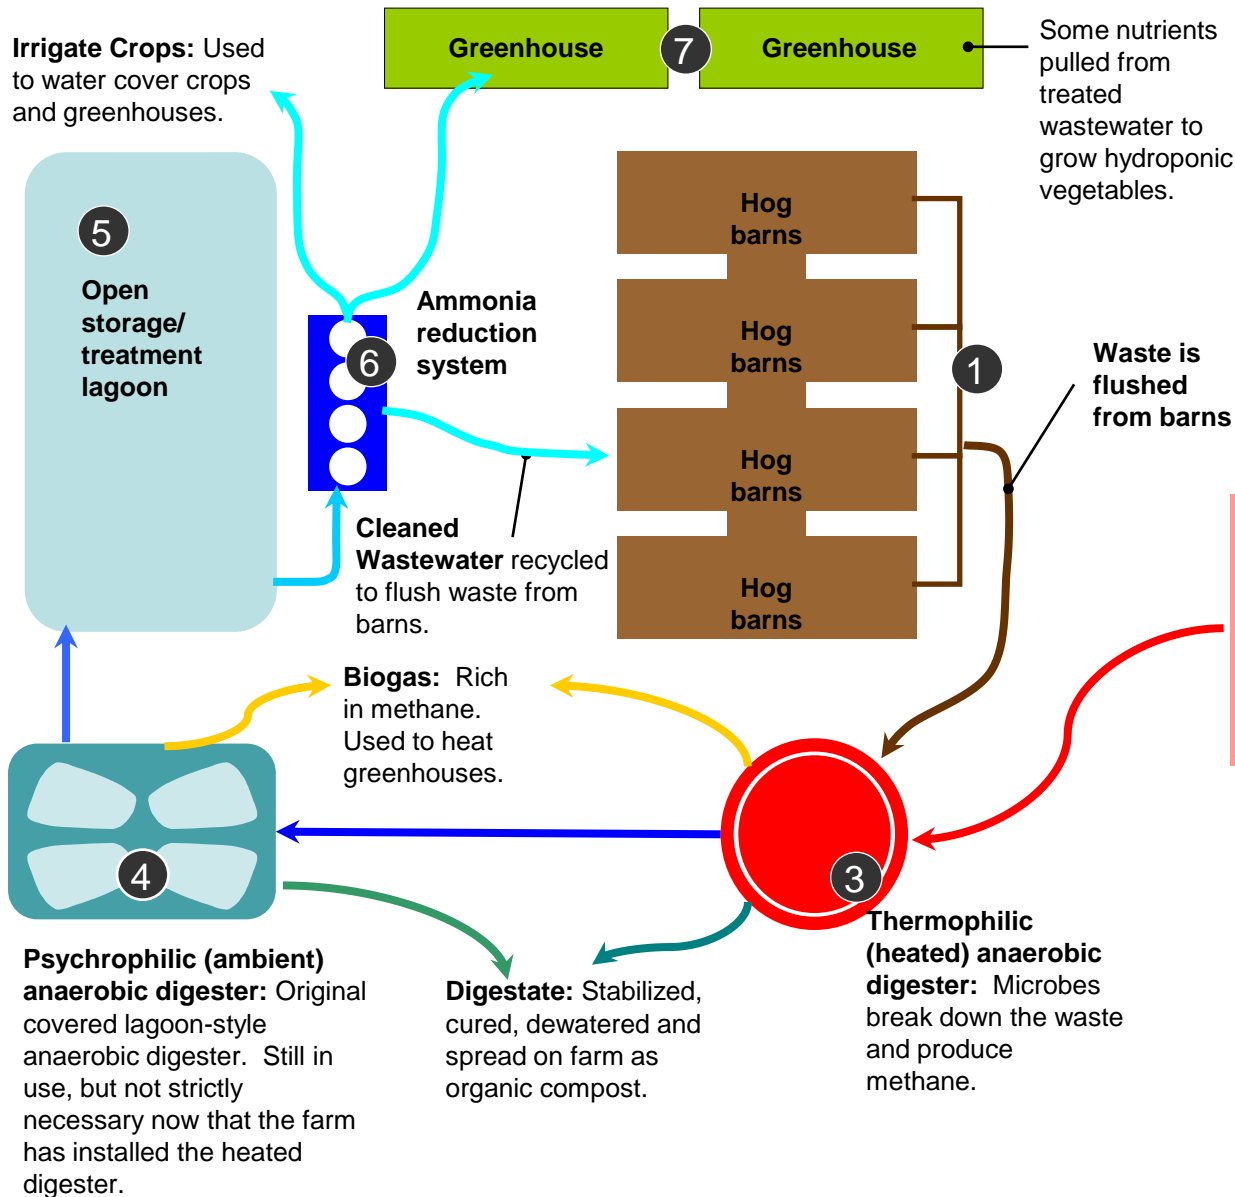 Irrigate Crops: Used
to water cover crops
and greenhouses.
Greenhouse
7
Greenhouse
Some nutrients
pulled from
treated
wastewater to
grow hydroponic
vegetables.
5
Open
storage/
treatment
lagoon
6
Ammonia
reduction
system
Hog
barns
Hog
barns
Hog
barns
Hog
barns
1
Waste is
flushed
from barns
Cleaned
Wastewater recycled
to flush waste from
barns.
Biogas: Rich
in methane.
Used to heat
greenhouses.
4
3
Psychrophilic (ambient)
anaerobic digester: Original
covered lagoon-style
anaerobic digester. Still in
use, but not strictly
necessary now that the farm
has installed the heated
digester.
Digestate: Stabilized,
cured, dewatered and
spread on farm as
organic compost.
Thermophilic
(heated) anaerobic
digester: Microbes
break down the waste
and produce
methane.